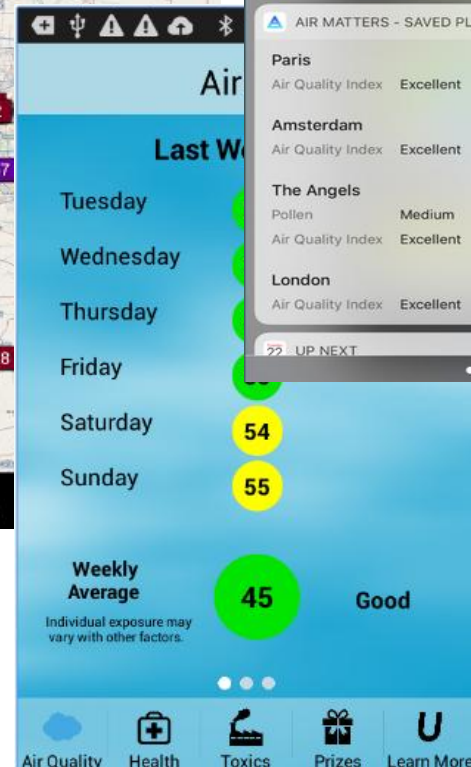 Air
Last We
Tuesday
Wednesday
Thursday
Friday
Saturday
54
Sunday
55
Weekly
Average
45
Good
Individual exposure may
vary with other factors.
Air Quality Health Toxics Prizes Learn More
AIR MATTERS - SAVED PL
Paris
Air Quality Index Excellent
Amsterdam
Air Quality Index Excellent
The Angels
Pollen Medium
Air Quality Index Excellent
London
Air Quality Index Excellent
22 UP NEXT
7
8